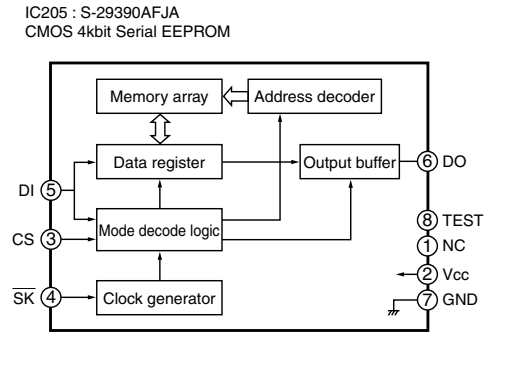 IC205 : S-29390AFJA
CMOS 4kbit Serial EEPROM
Memory array
Address decoder
Data register
Output buffer
6 DO
DI 5
8 TEST
Mode decode logic
CS 3
1 NC
2 Vcc
SK 4
Clock generator
7 GND